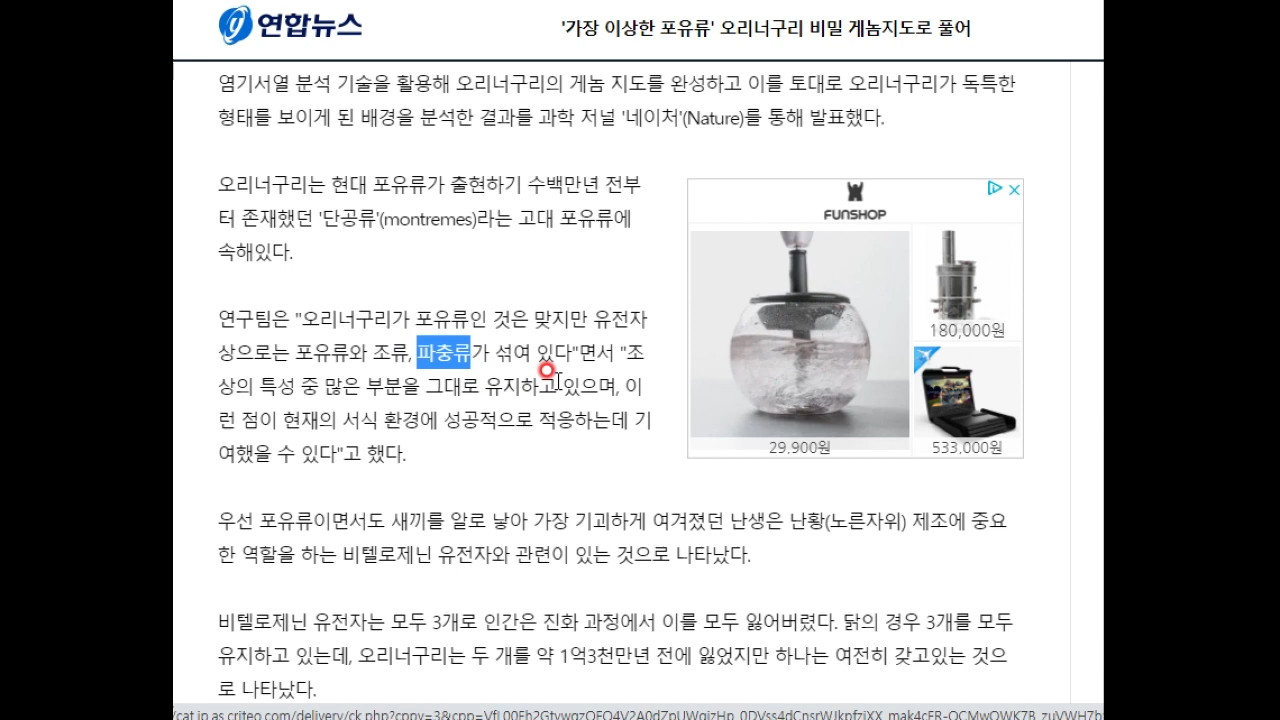 연합뉴스
'가장 이상한 포유류' 오리너구리 비밀 게놈지도로 풀어
염기서열 분석 기술을 활용해 오리너구리의 게놈 지도를 완성하고 이를 토대로 오리너구리가 독특한
형태를 보이게 된 배경을 분석한 결과를 과학 저널 '네이처'(Nature)를 통해 발표했다.
오리너구리는 현대 포유류가 출현하기 수백만년 전부
터 존재했던 '단공류'(montremes)라는 고대 포유류에
속해있다.
연구팀은 "오리너구리가 포유류인 것은 맞지만 유전자
상으로는 포유류와 조류, 파충류가 섞여 있다"면서 "조
상의 특성 중 많은 부분을 그대로 유지하고 있으며, 이
런 점이 현재의 서식 환경에 성공적으로 적응하는데 기
여했을 수 있다"고 했다.
FUNSHOP
180,000원
29,900원
533,000원
우선 포유류이면서도 새끼를 알로 낳아 가장 기괴하게 여겨졌던 난생은 난황(노른자위) 제조에 중요
한 역할을 하는 비텔로제닌 유전자와 관련이 있는 것으로 나타났다.
비텔로제닌 유전자는 모두 3개로 인간은 진화 과정에서 이를 모두 잃어버렸다. 닭의 경우 3개를 모두
유지하고 있는데, 오리너구리는 두 개를 약 1억3천만년 전에 잃었지만 하나는 여전히 갖고있는 것으
로 나타났다.